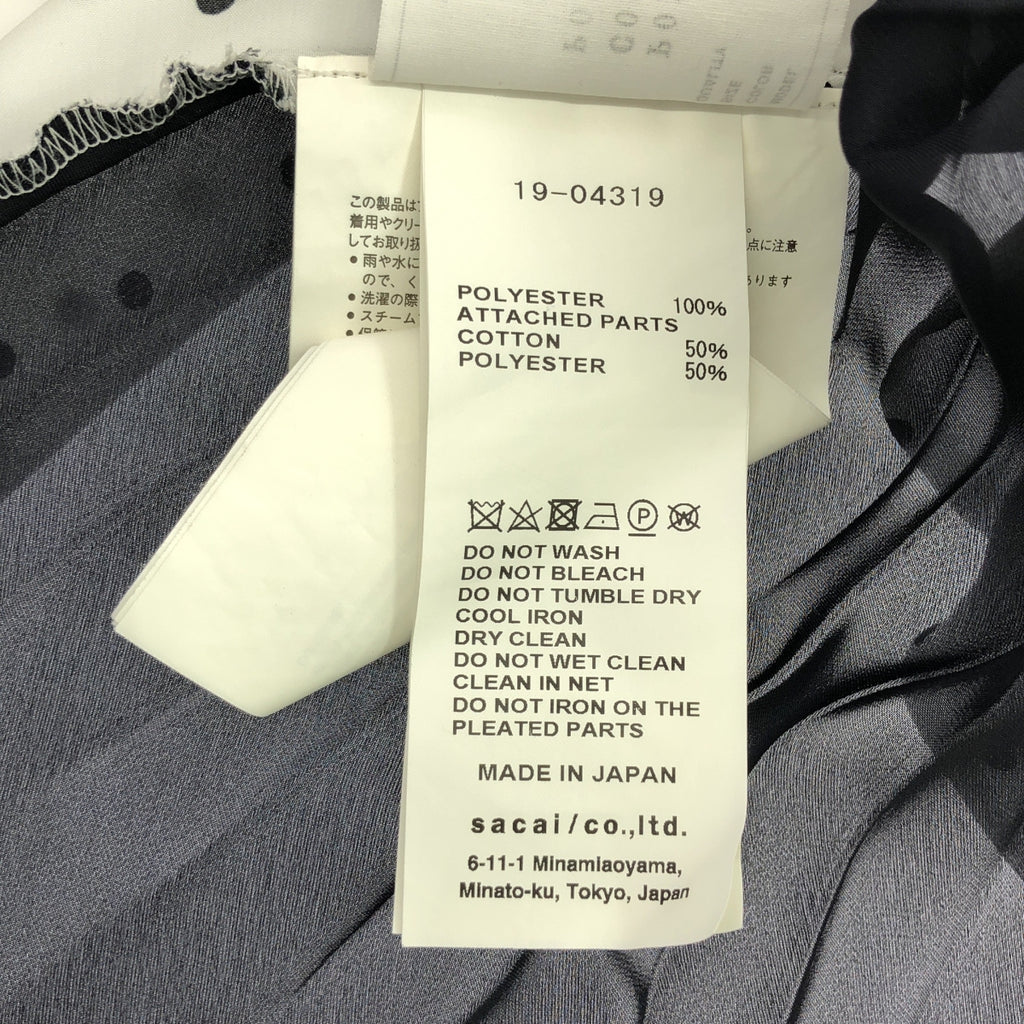 19-04319
POLYESTER 100%
ATTACHED PARTS
COTTON 50%
POLYESTER 50%
DO NOT WASH
DO NOT BLEACH
DO NOT TUMBLE DRY
COOL IRON
DRY CLEAN
DO NOT WET CLEAN
CLEAN IN NET
DO NOT IRON ON THE
PLEATED PARTS
MADE IN JAPAN
sacai/co.,ltd.
6-11-1 Minamiaoyama,
Minato-ku, Tokyo, Japan
この製品は
着用やクリー
してお取り扱
• 雨や水に
ので、く
• 洗濯の際
• スチーム
点に注意
あります